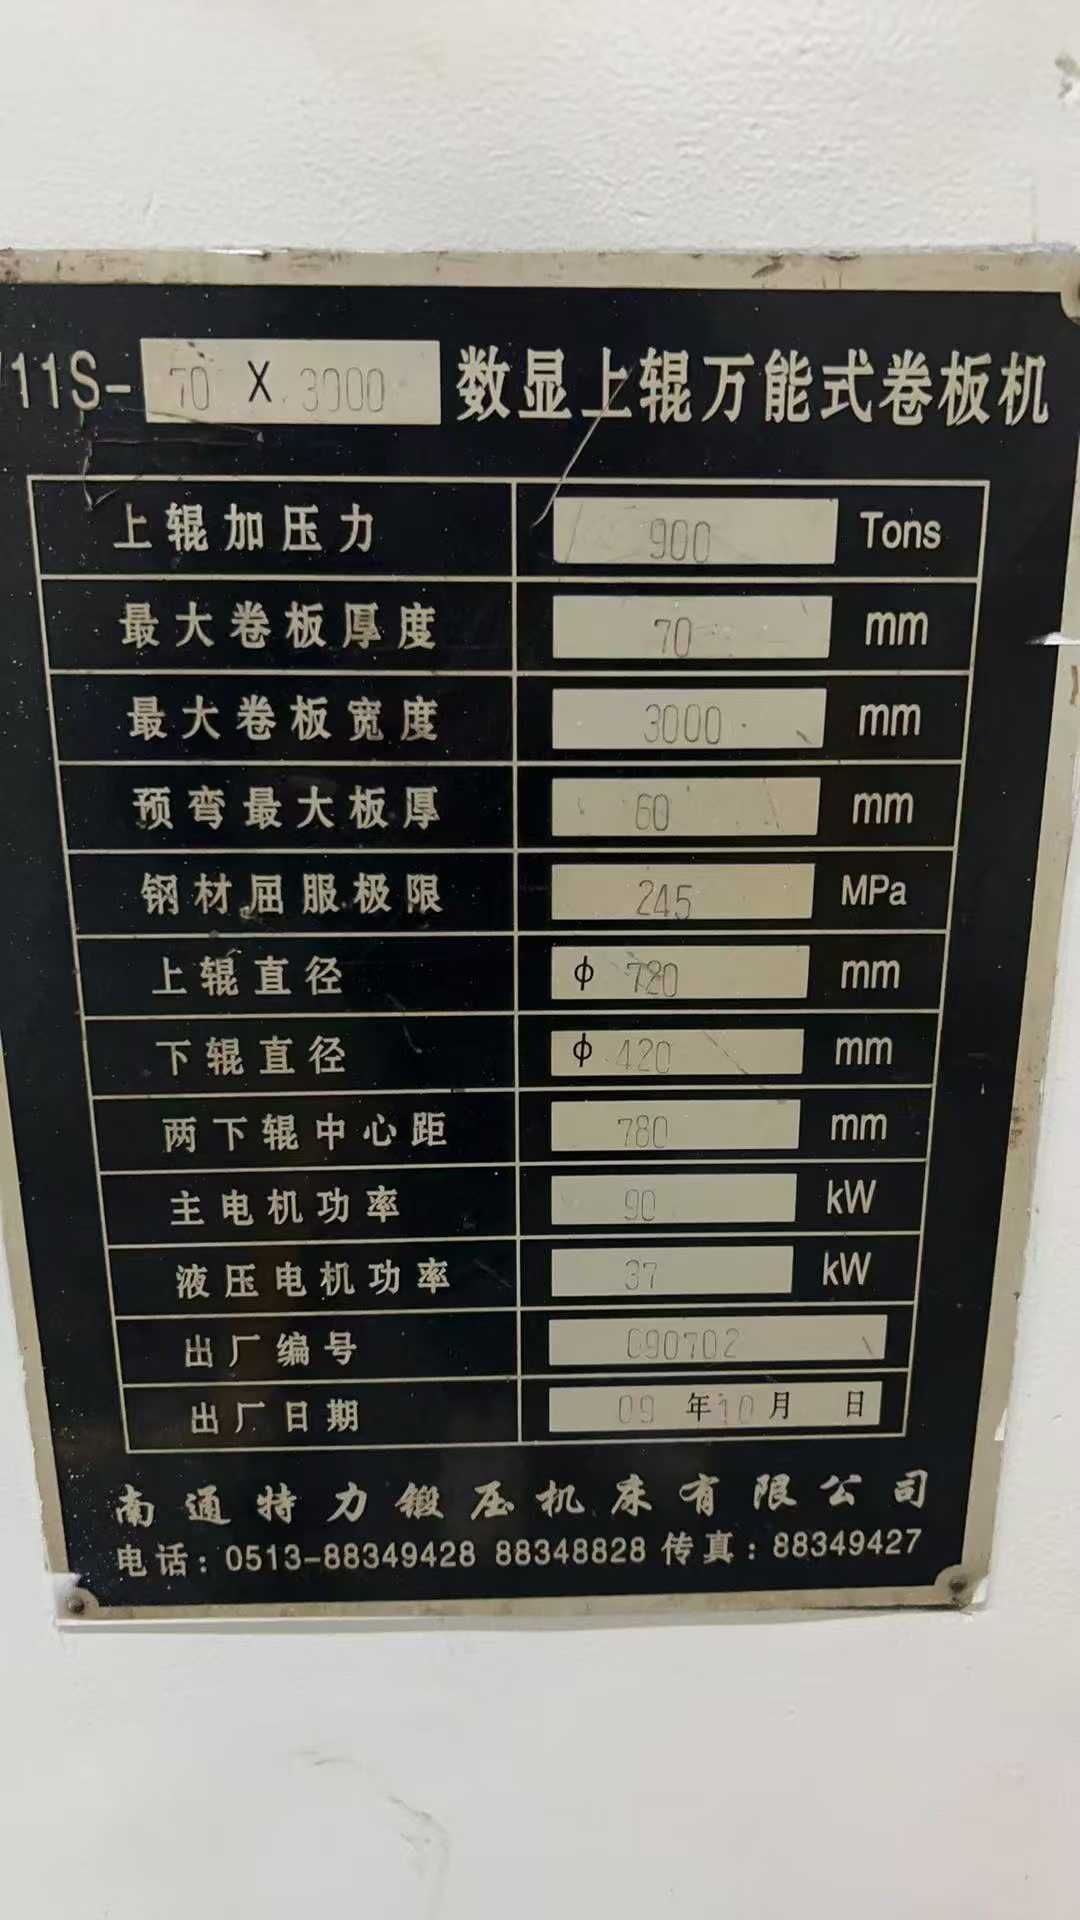 11S- 70 X 3000 数显上辊万能式卷板机
上辊加压力 900 Tons
最大卷板厚度 70 mm
最大卷板宽度 3000 mm
预弯最大板厚 60 mm
钢材屈服极限 245 MPa
上辊直径 φ 720 mm
下辊直径 φ 420 mm
两下辊中心距 780 mm
主电机功率 90 kW
液压电机功率 37 kW
出厂编号 090702
出厂日期 09 年 10 月 日
南通特力锻压机床有限公司
电话：0513-88349428 88348828 传真：88349427